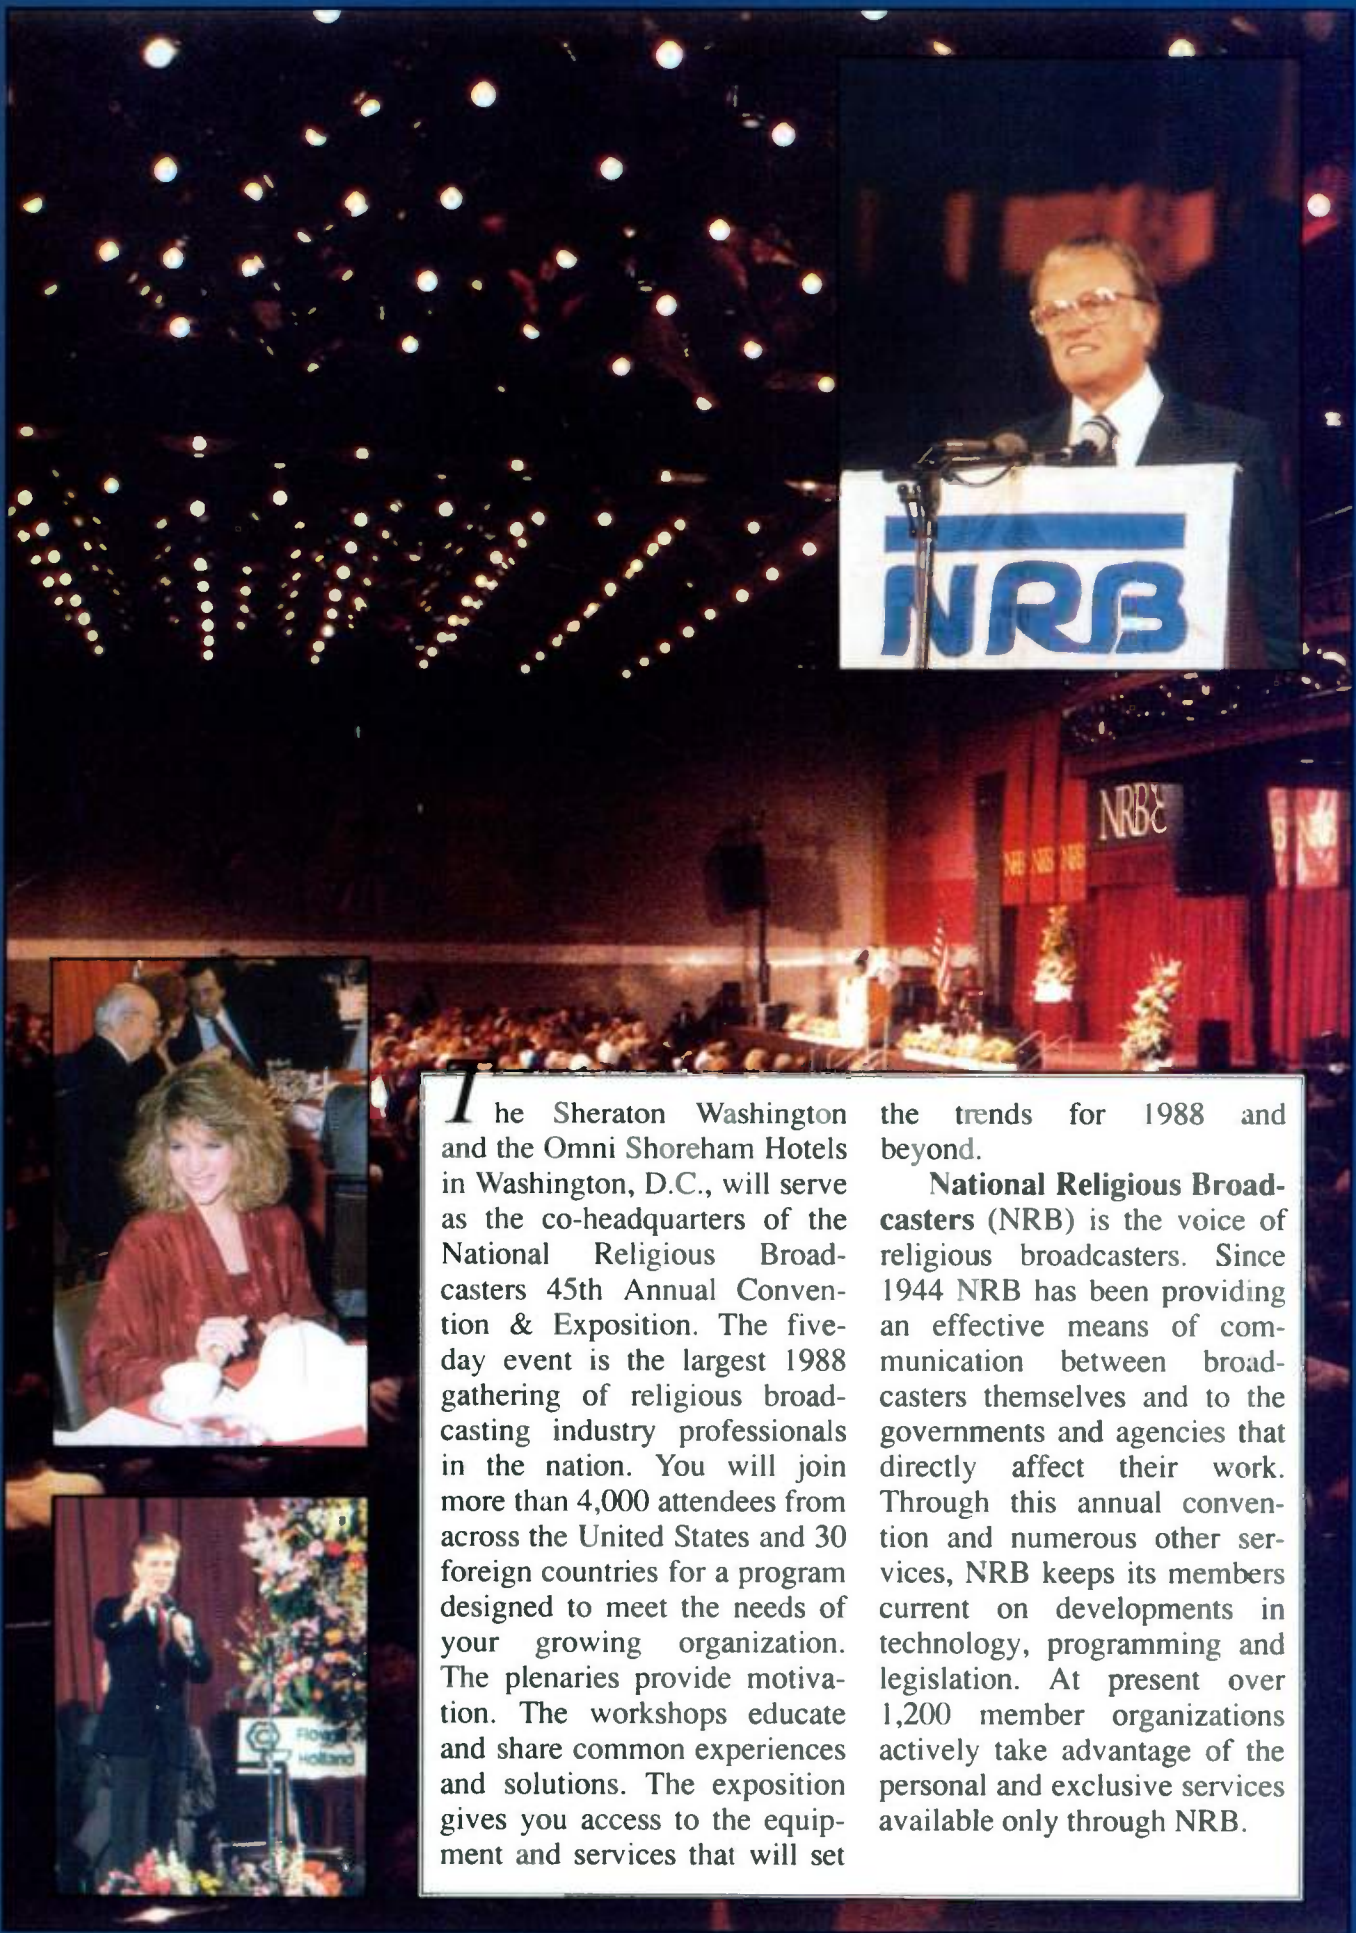 NRB
NRB
NRB NRB NRB
The Sheraton Washington
and the Omni Shoreham Hotels
in Washington, D.C., will serve
as the co-headquarters of the
National Religious Broad-
casters 45th Annual Conven-
tion & Exposition. The five-
day event is the largest 1988
gathering of religious broad-
casting industry professionals
in the nation. You will join
more than 4,000 attendees from
across the United States and 30
foreign countries for a program
designed to meet the needs of
your growing organization.
The plenaries provide motiva-
tion. The workshops educate
and share common experiences
and solutions. The exposition
gives you access to the equip-
ment and services that will set
the trends for 1988 and
beyond.
National Religious Broad-
casters (NRB) is the voice of
religious broadcasters. Since
1944 NRB has been providing
an effective means of com-
munication between broad-
casters themselves and to the
governments and agencies that
directly affect their work.
Through this annual conven-
tion and numerous other ser-
vices, NRB keeps its members
current on developments in
technology, programming and
legislation. At present over
1,200 member organizations
actively take advantage of the
personal and exclusive services
available only through NRB.
Holland